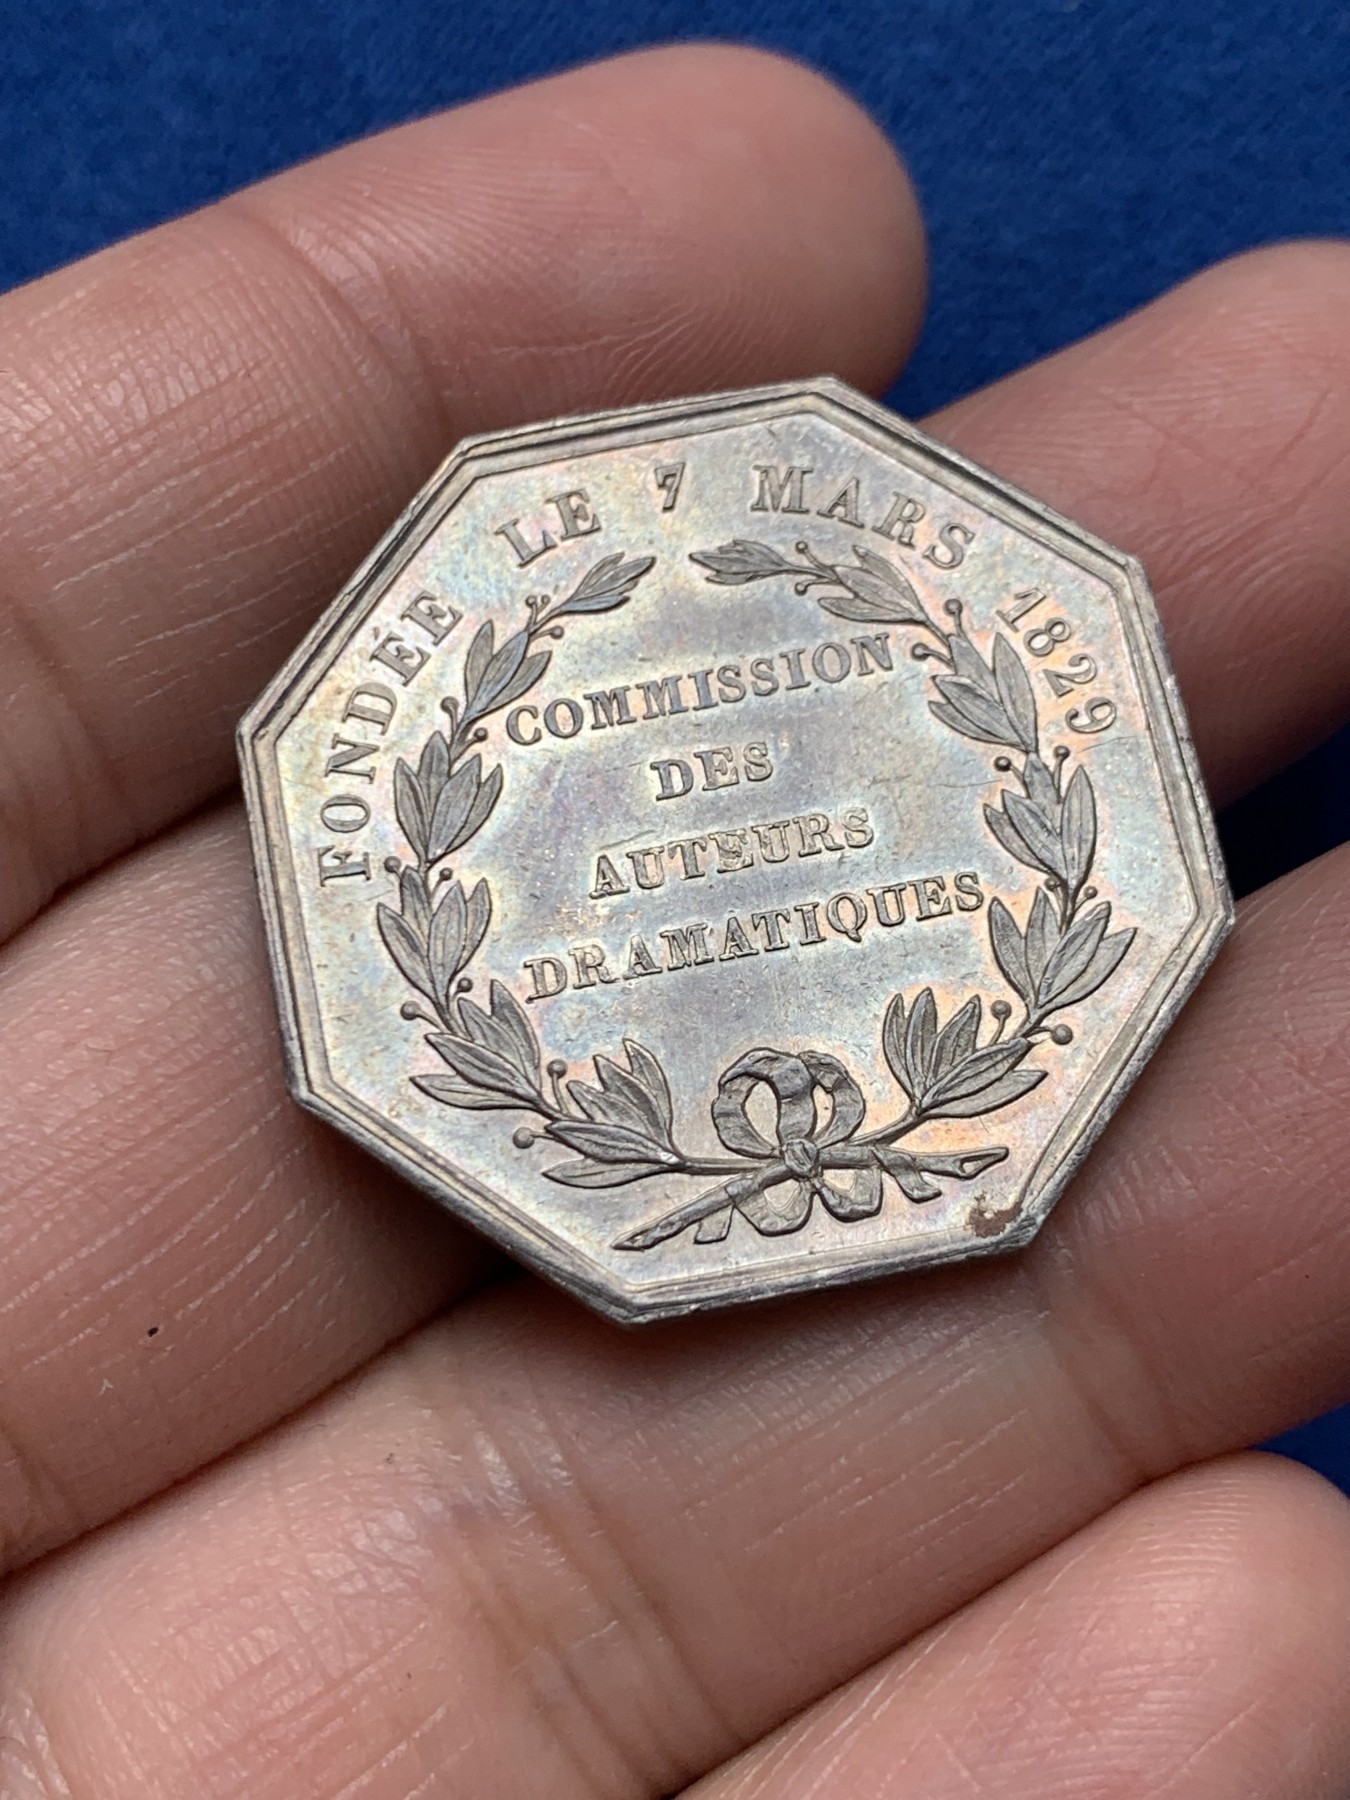 FONDÉE LE 7 MARS 1829
COMMISSION
DES
AUTEURS
DRAMATIQUES